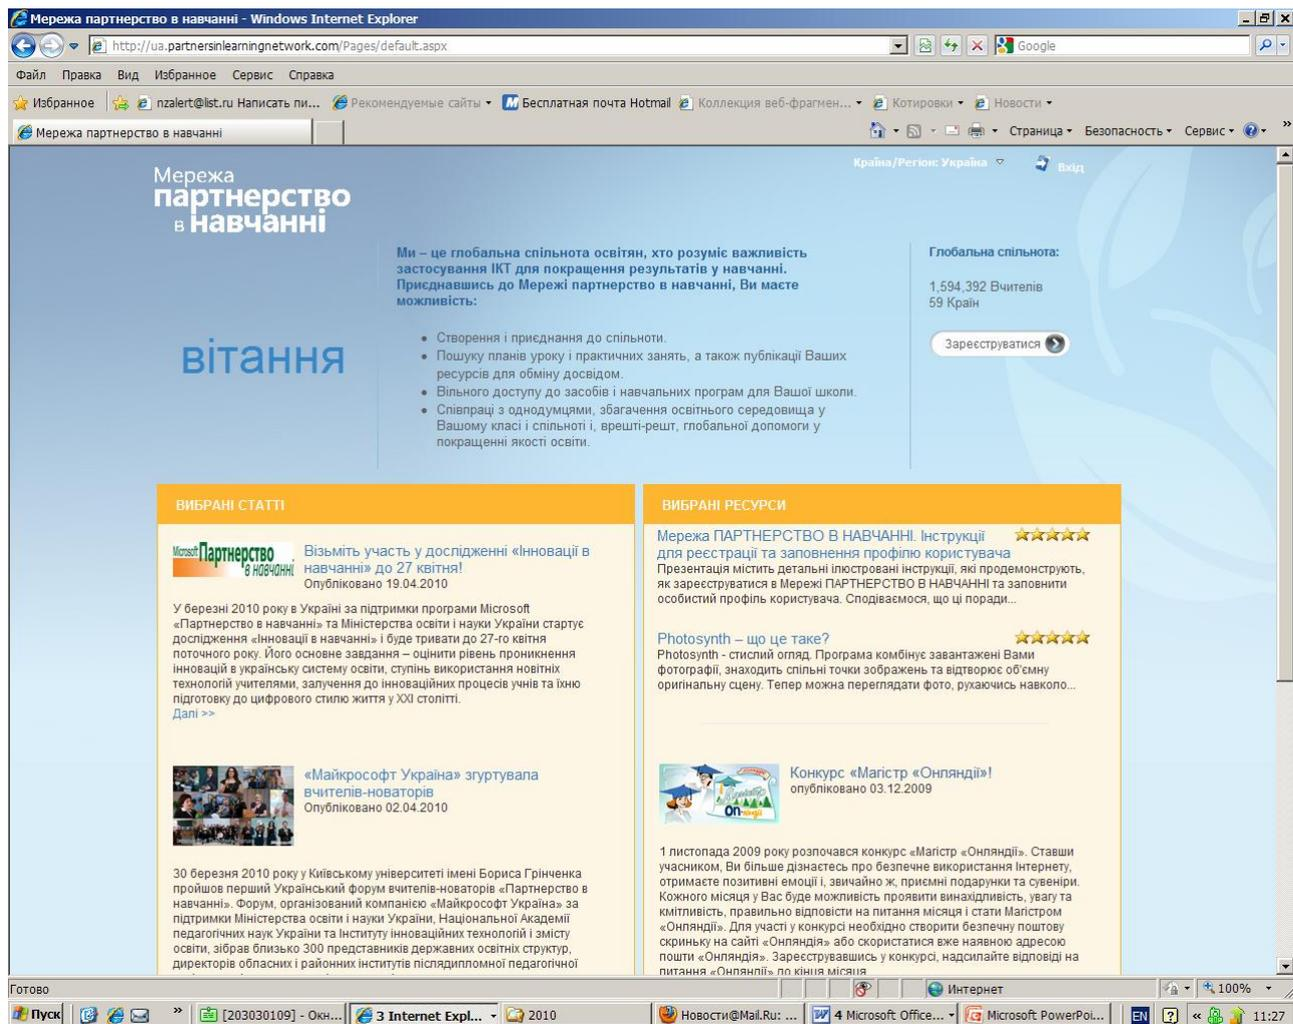 Мережа партнерство в навчанні - Windows Internet Explorer
http://ua.partnersinlearningnetwork.com/Pages/default.aspx
Google
Файл Правка Вид Избранное Сервис Справка
Избранное nzalert@list.ru Написать пи... Рекомендуемые сайты Бесплатная почта Hotmail Коллекция веб-фрагмен... Котировки Новости
Мережа партнерство в навчанні
Страница Безопасность Сервис
Країна/Регіон: Україна Вхід
Мережа
партнерство
в навчанні
вітання
Ми – це глобальна спільнота освітян, хто розуміє важливість
застосування ІКТ для покращення результатів у навчанні.
Приєднавшись до Мережі партнерство в навчанні, Ви маєте
можливість:
• Створення і приєднання до спільноти.
• Пошуку планів уроку і практичних занять, а також публікації Ваших
ресурсів для обміну досвідом.
• Вільного доступу до засобів і навчальних програм для Вашої школи.
• Співпраці з однодумцями, збагачення освітнього середовища у
Вашому класі і спільноті і, врешті-решт, глобальної допомоги у
покращенні якості освіти.
Глобальна спільнота:
1,594,392 Вчителів
59 Країн
Зареєструватися
ВИБРАНІ СТАТТІ
Microsoft Партнерство
в навчанні
Візьміть участь у дослідженні «Інновації в
навчанні» до 27 квітня!
Опубліковано 19.04.2010
У березні 2010 року в Україні за підтримки програми Microsoft
«Партнерство в навчанні» та Міністерства освіти і науки України стартує
дослідження «Інновації в навчанні» і буде тривати до 27-го квітня
поточного року. Його основне завдання – оцінити рівень проникнення
інновацій в українську систему освіти, ступінь використання новітніх
технологій учителями, залучення до інноваційних процесів учнів та їхню
підготовку до цифрового стилю життя у XXI столітті.
Далі >>
«Майкрософт Україна» згуртувала
вчителів-новаторів
Опубліковано 02.04.2010
30 березня 2010 року у Київському університеті імені Бориса Грінченка
пройшов перший Український форум вчителів-новаторів «Партнерство в
навчанні». Форум, організований компанією «Майкрософт Україна» за
підтримки Міністерства освіти і науки України, Національної Академії
педагогічних наук України та Інституту інноваційних технологій і змісту
освіти, зібрав близько 300 представників державних освітніх структур,
директорів обласних і районних інститутів післядипломної педагогічної
ВИБРАНІ РЕСУРСИ
Мережа ПАРТНЕРСТВО В НАВЧАННІ. Інструкції
для реєстрації та заповнення профілю користувача
Презентація містить детальні ілюстровані інструкції, які продемонструють,
як зареєструватися в Мережі ПАРТНЕРСТВО В НАВЧАННІ та заповнити
особистий профіль користувача. Сподіваємося, що ці поради...
Photosynth – що це таке?
Photosynth - стислий огляд. Програма комбінує завантажені Вами
фотографії, знаходить спільні точки зображень та відтворює об'ємну
оригінальну сцену. Тепер можна переглядати фото, рухаючись навколо...
Конкурс «Магістр «Онляндії»!
опубліковано 03.12.2009
1 листопада 2009 року розпочався конкурс «Магістр «Онляндії». Ставши
учасником, Ви більше дізнаєтесь про безпечне використання Інтернету,
отримаєте позитивні емоції і, звичайно ж, приємні подарунки та сувеніри.
Кожного місяця у Вас буде можливість проявити винахідливість, увагу та
кмітливість, правильно відповісти на питання місяця і стати Магістром
«Онляндії». Для участі у конкурсі необхідно створити безпечну поштову
скриньку на сайті «Онляндія» або скористатися вже наявною адресою
пошти «Онляндія». Зареєструвавшись у конкурсі, надсилайте відповіді на
питання «Онляндії» до кінця місяця
Готово Интернет 100%
Пуск [203030109] - Окн... 3 Internet Expl... 2010 Новости@Mail.Ru: ... 4 Microsoft Office... Microsoft PowerPoi... EN 11:27